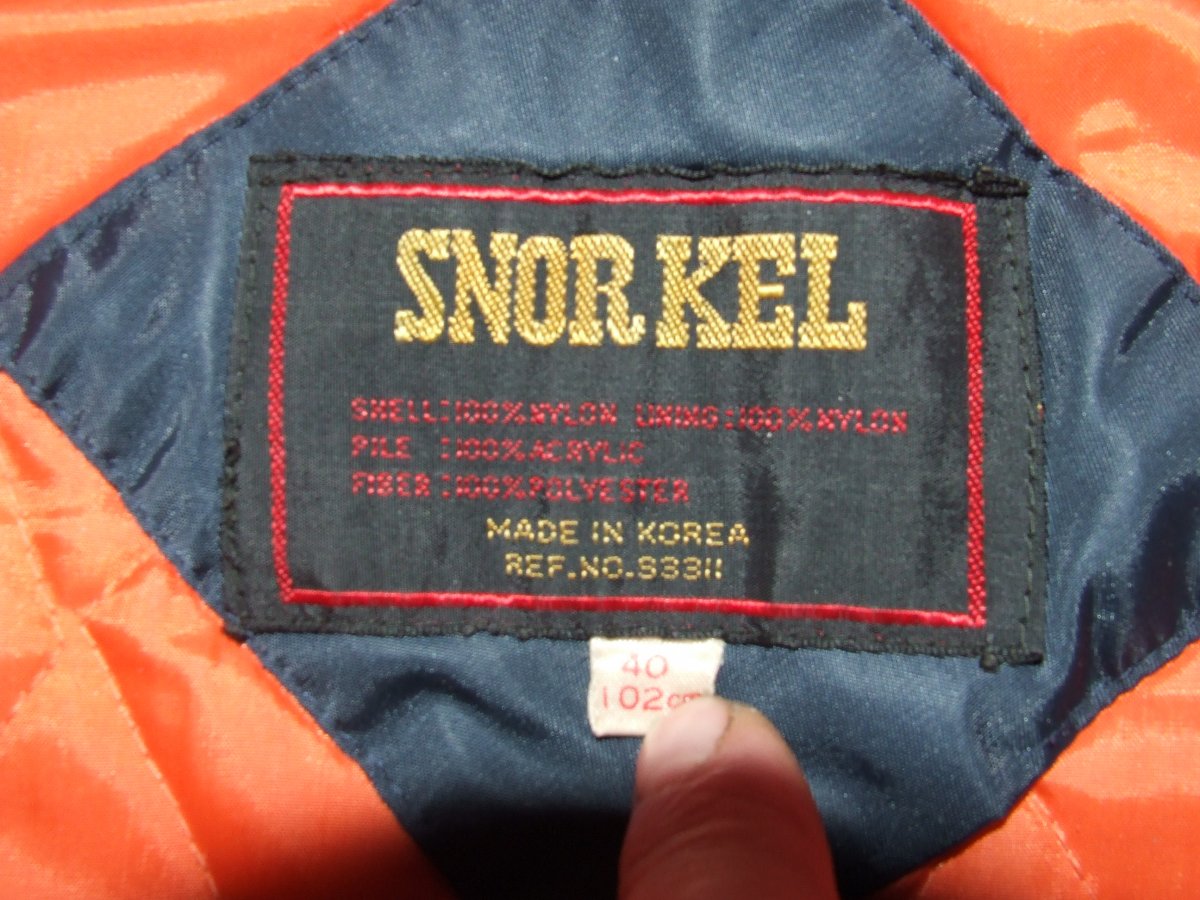 SNORKEL
SHELL:100%NYLON LINING:100%NYLON
PILE :100%ACRYLIC
FIBER:100%POLYESTER
MADE IN KOREA
REF.NO.S3311
40
102cm